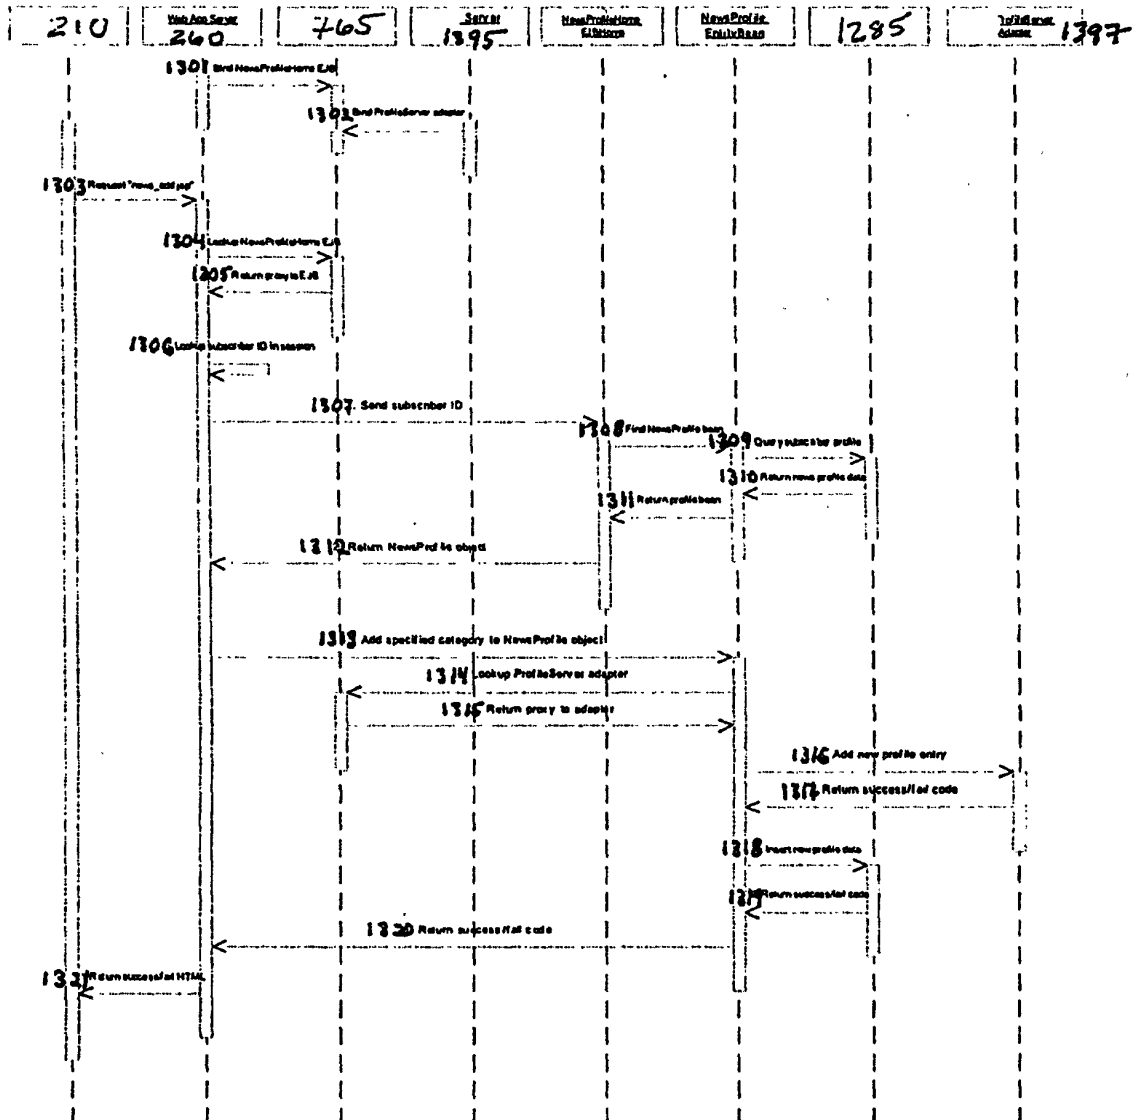 210
Web App Server
260
765
Server
1395
NewsProfileHome
EJBHome
NewsProfile
EntityBean
1285
Adapter
1397
1301 Bind NewsProfileHome EJB
1302 Bind ProfileServer adapter
1303 Request "news_add.jsp"
1304 Lookup NewsProfileHome EJB
1305 Return proxy to EJB
1306 Lookup subscriber ID in session
1307. Send subscriber ID
1308 Find NewsProfile bean
1309 Query subscriber profile
1310 Return news profile data
1311 Return profile bean
1312 Return NewsProfile object
1313 Add specified category to NewsProfile object
1314 Lookup ProfileServer adapter
1315 Return proxy to adapter
1316 Add new profile entry
1317 Return success/fail code
1318 Insert new profile data
1319 Return success/fail code
1320 Return success/fail code
1321 Return success/fail HTML